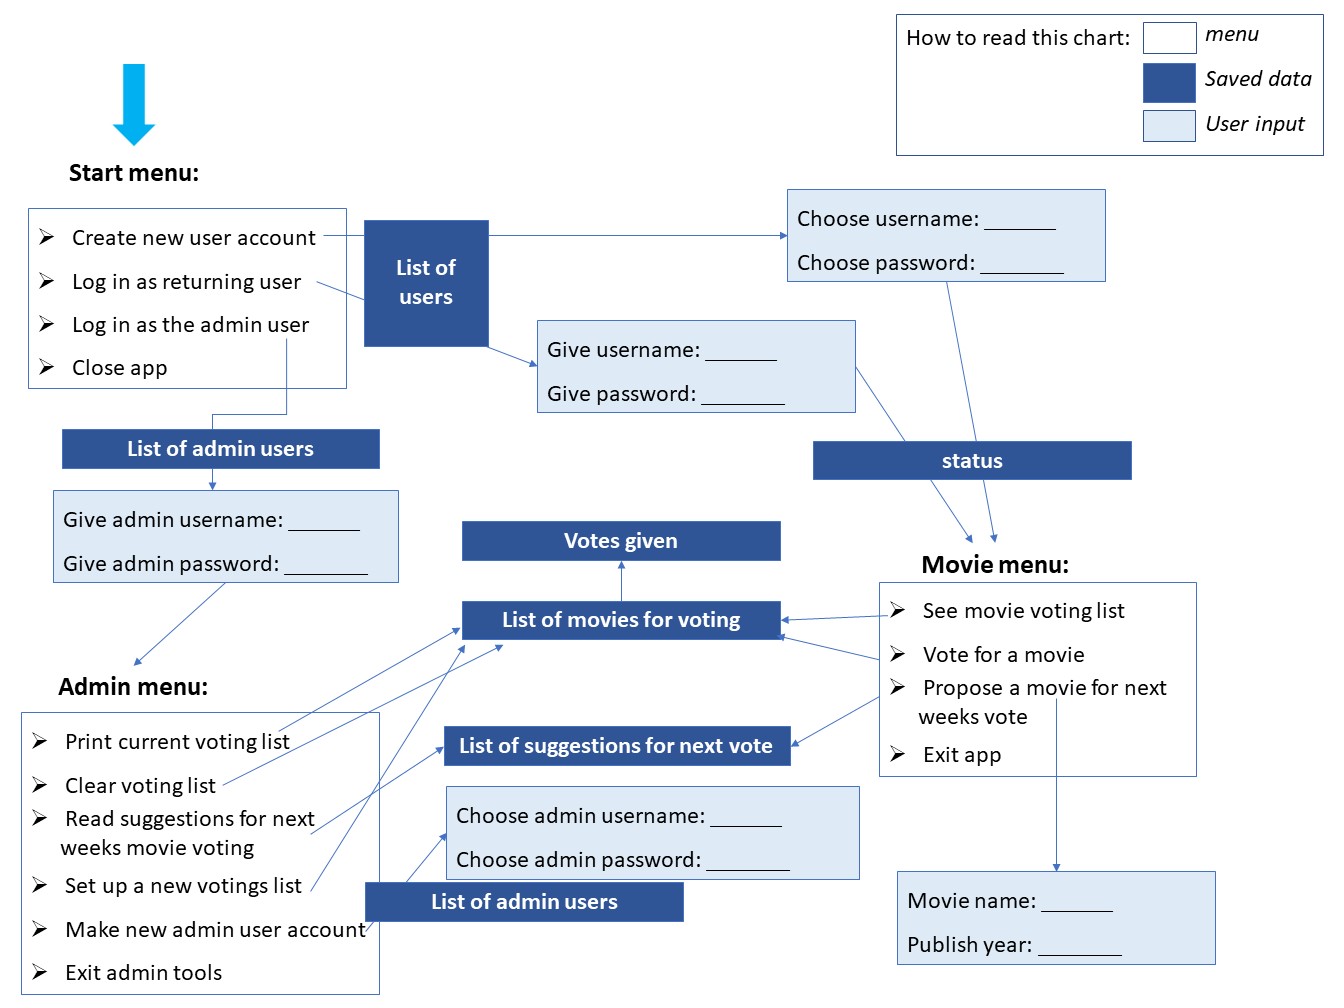 How to read this chart:
menu
Saved data
User input
Start menu:
Create new user account
Log in as returning user
Log in as the admin user
Close app
List of
users
Choose username: ______
Choose password: _______
Give username: ______
Give password: _______
List of admin users
status
Give admin username: ______
Give admin password: _______
Votes given
List of movies for voting
Movie menu:
See movie voting list
Vote for a movie
Propose a movie for next
weeks vote
Exit app
Admin menu:
Print current voting list
Clear voting list
Read suggestions for next
weeks movie voting
Set up a new votings list
Make new admin user account
Exit admin tools
List of suggestions for next vote
Choose admin username: ______
Choose admin password: _______
List of admin users
Movie name: ______
Publish year: _______